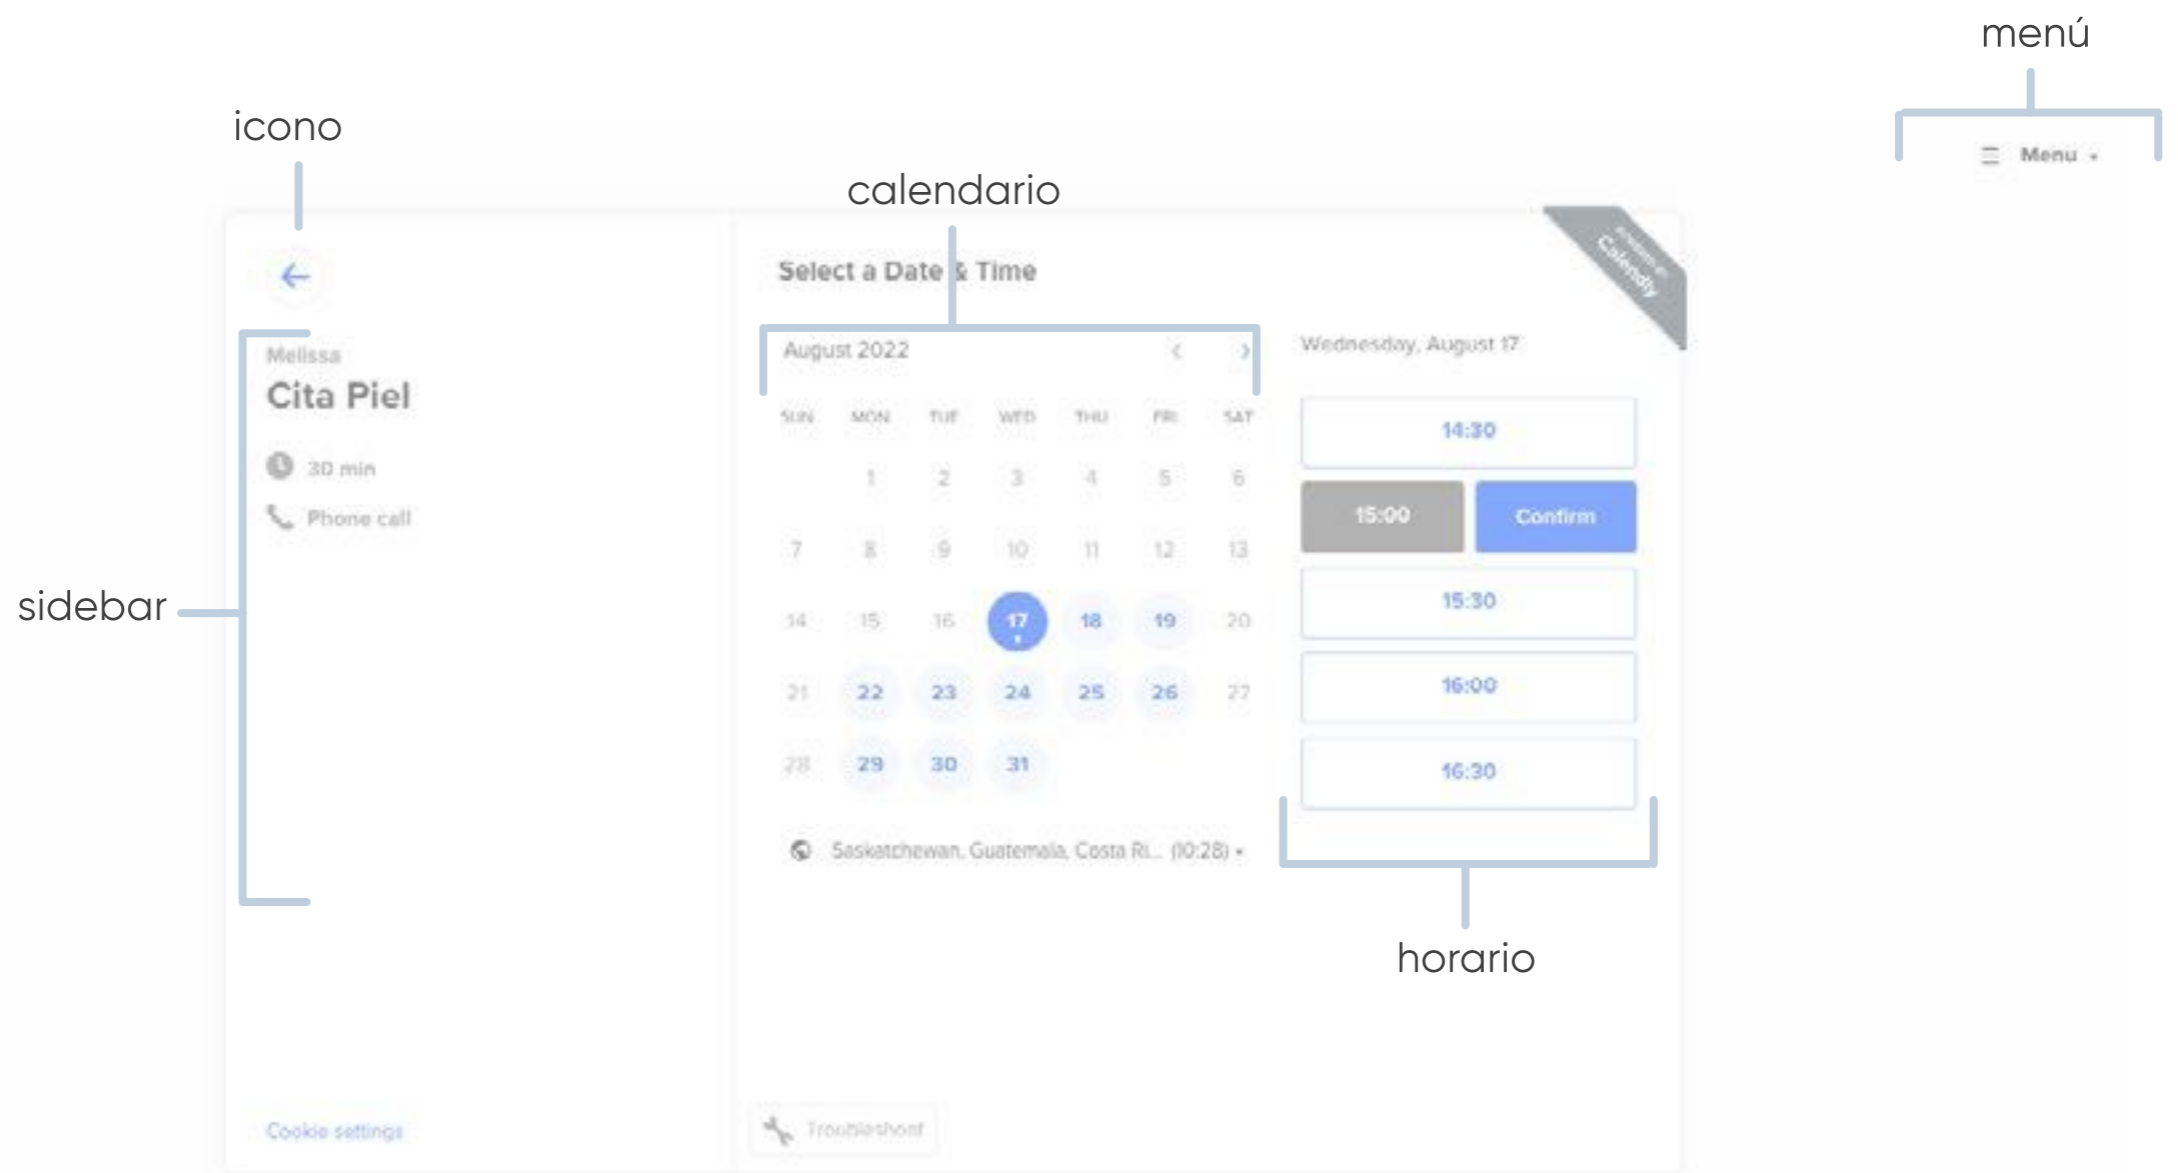 menú
icono
Menu
calendario
Select a Date & Time
Calendly
Melissa
Cita Piel
30 min
Phone call
sidebar
August 2022
SUN MON TUE WED THU FRI SAT
1 2 3 4 5 6
7 8 9 10 11 12 13
14 15 16 17 18 19 20
21 22 23 24 25 26 27
28 29 30 31
Saskatchewan, Guatemala, Costa Ri... (10:28)
Wednesday, August 17
14:30
15:00 Confirm
15:30
16:00
16:30
horario
Cookie settings
Troubleshoot